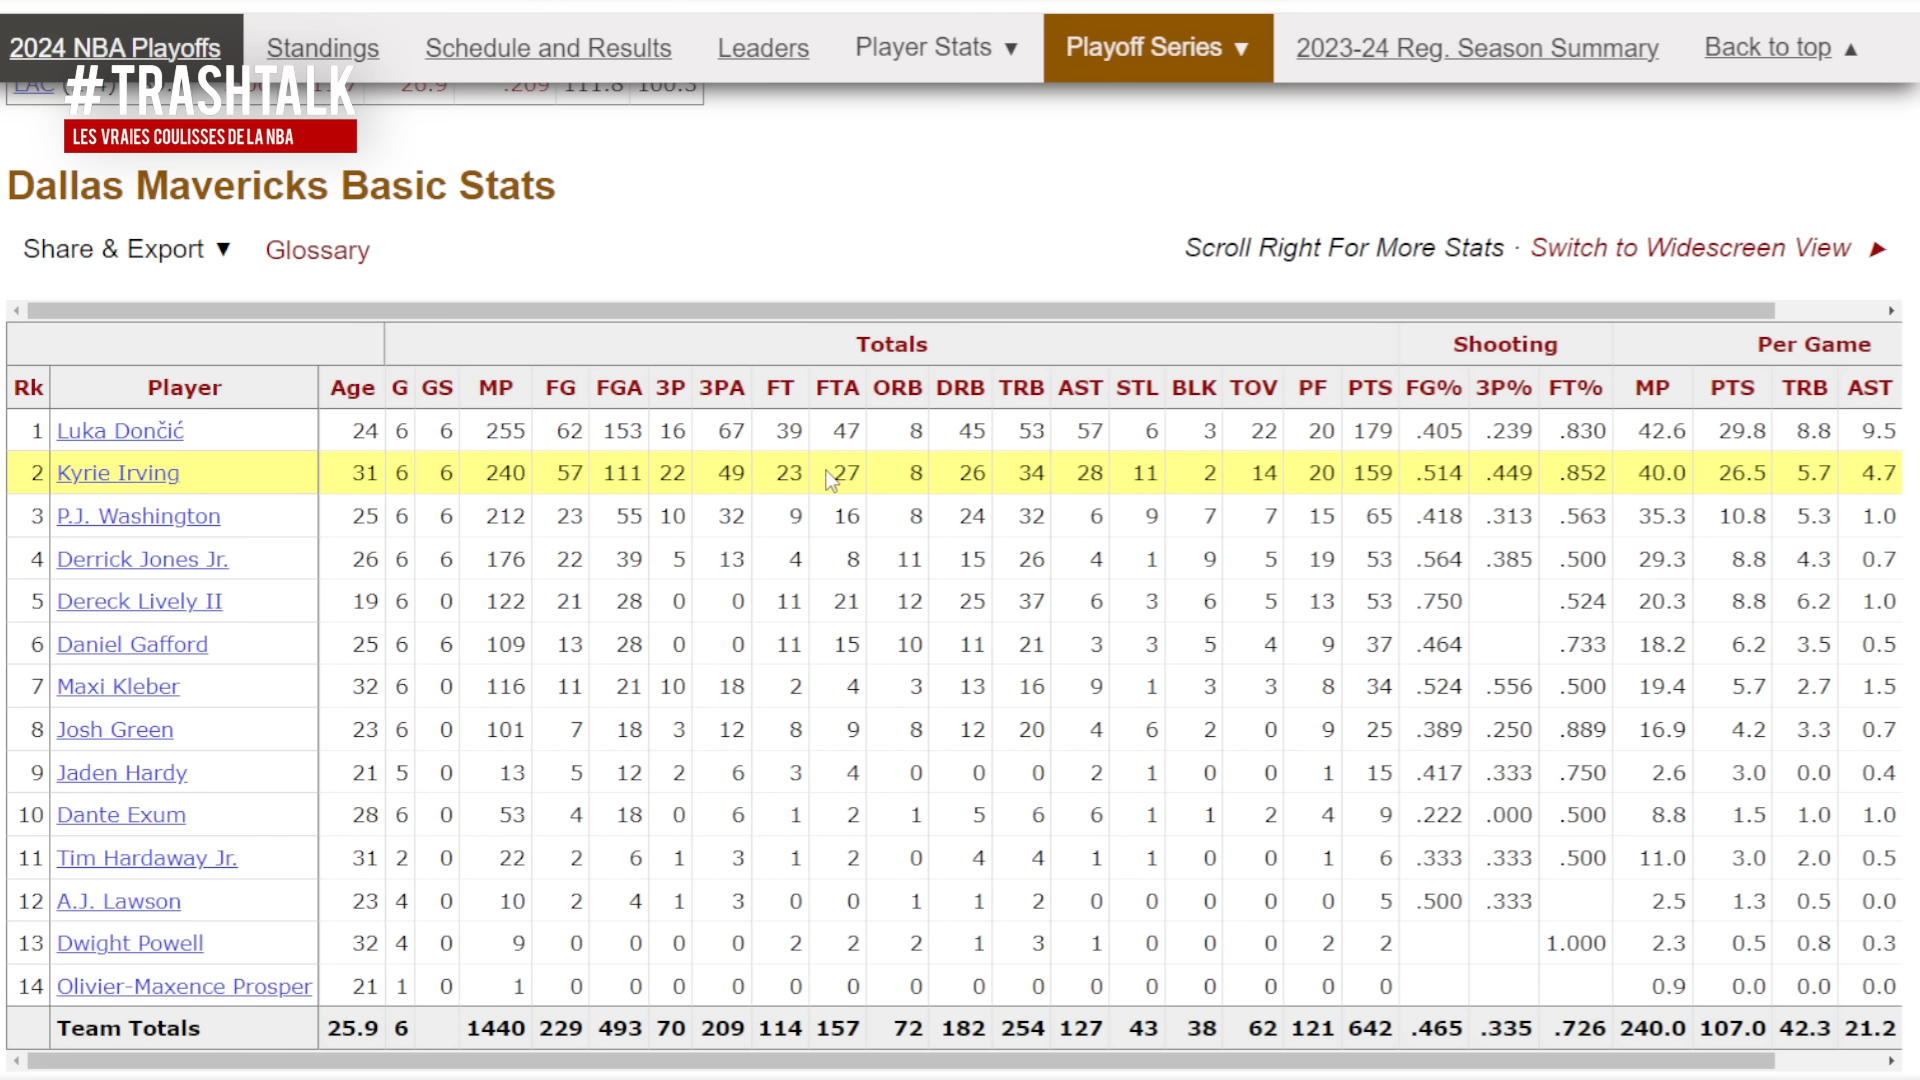 2024 NBA Playoffs Standings Schedule and Results Leaders Player Stats ▼ Playoff Series ▼ 2023-24 Reg. Season Summary Back to top ▲
#TRASHTALK
LES VRAIES COULISSES DE LA NBA
LAC 26.9 .209 111.8 100.3
Dallas Mavericks Basic Stats
Share & Export ▼ Glossary Scroll Right For More Stats · Switch to Widescreen View ►
Totals Shooting Per Game
Rk Player Age G GS MP FG FGA 3P 3PA FT FTA ORB DRB TRB AST STL BLK TOV PF PTS FG% 3P% FT% MP PTS TRB AST
1 Luka Dončić 24 6 6 255 62 153 16 67 39 47 8 45 53 57 6 3 22 20 179 .405 .239 .830 42.6 29.8 8.8 9.5
2 Kyrie Irving 31 6 6 240 57 111 22 49 23 27 8 26 34 28 11 2 14 20 159 .514 .449 .852 40.0 26.5 5.7 4.7
3 P.J. Washington 25 6 6 212 23 55 10 32 9 16 8 24 32 6 9 7 7 15 65 .418 .313 .563 35.3 10.8 5.3 1.0
4 Derrick Jones Jr. 26 6 6 176 22 39 5 13 4 8 11 15 26 4 1 9 5 19 53 .564 .385 .500 29.3 8.8 4.3 0.7
5 Dereck Lively II 19 6 0 122 21 28 0 0 11 21 12 25 37 6 3 6 5 13 53 .750 .524 20.3 8.8 6.2 1.0
6 Daniel Gafford 25 6 6 109 13 28 0 0 11 15 10 11 21 3 3 5 4 9 37 .464 .733 18.2 6.2 3.5 0.5
7 Maxi Kleber 32 6 0 116 11 21 10 18 2 4 3 13 16 9 1 3 3 8 34 .524 .556 .500 19.4 5.7 2.7 1.5
8 Josh Green 23 6 0 101 7 18 3 12 8 9 8 12 20 4 6 2 0 9 25 .389 .250 .889 16.9 4.2 3.3 0.7
9 Jaden Hardy 21 5 0 13 5 12 2 6 3 4 0 0 0 2 1 0 0 1 15 .417 .333 .750 2.6 3.0 0.0 0.4
10 Dante Exum 28 6 0 53 4 18 0 6 1 2 1 5 6 6 1 1 2 4 9 .222 .000 .500 8.8 1.5 1.0 1.0
11 Tim Hardaway Jr. 31 2 0 22 2 6 1 3 1 2 0 4 4 1 1 0 0 1 6 .333 .333 .500 11.0 3.0 2.0 0.5
12 A.J. Lawson 23 4 0 10 2 4 1 3 0 0 1 1 2 0 0 0 0 0 5 .500 .333 2.5 1.3 0.5 0.0
13 Dwight Powell 32 4 0 9 0 0 0 0 2 2 2 1 3 1 0 0 0 2 2 1.000 2.3 0.5 0.8 0.3
14 Olivier-Maxence Prosper 21 1 0 1 0 0 0 0 0 0 0 0 0 0 0 0 0 0 0 0.9 0.0 0.0 0.0
Team Totals 25.9 6 1440 229 493 70 209 114 157 72 182 254 127 43 38 62 121 642 .465 .335 .726 240.0 107.0 42.3 21.2